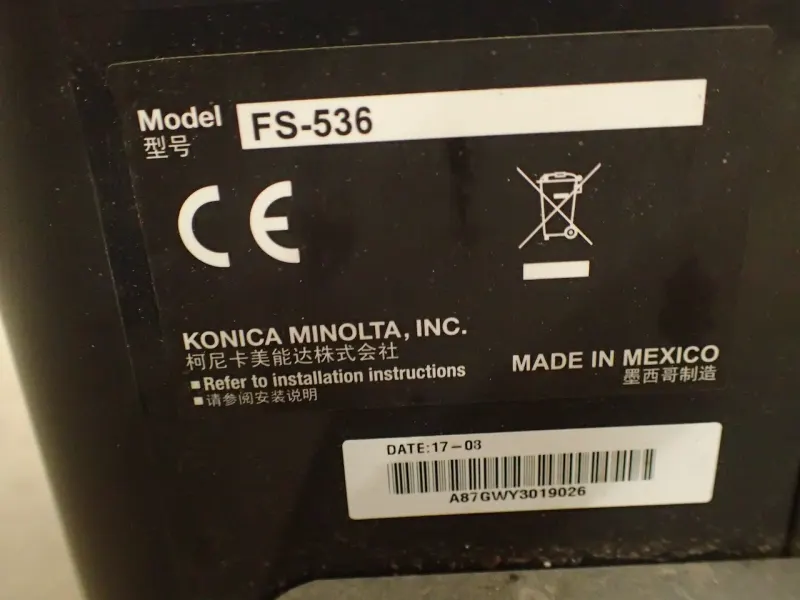 Model FS-536
型号
CE
KONICA MINOLTA, INC.
柯尼卡美能达株式会社
■Refer to installation instructions
■请参阅安装说明
MADE IN MEXICO
墨西哥制造
DATE:17-03
A87GWY3019026